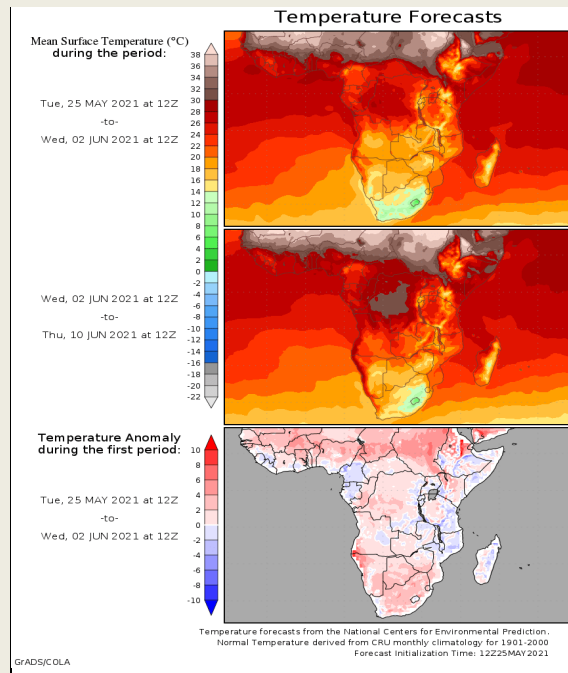 Temperature Forecasts
Mean Surface Temperature (°C)
during the period:
Tue, 25 MAY 2021 at 12Z
-to-
Wed, 02 JUN 2021 at 12Z
38
36
34
32
30
28
26
24
22
20
18
16
14
12
10
8
6
4
2
-2
-4
-6
-8
-10
-12
-14
-16
-18
-20
-22
Wed, 02 JUN 2021 at 12Z
-to-
Thu, 10 JUN 2021 at 12Z
Temperature Anomaly
during the first period:
Tue, 25 MAY 2021 at 12Z
-to-
Wed, 02 JUN 2021 at 12Z
10
8
6
4
2
0
-2
-4
-6
-8
-10
Temperature forecasts from the National Centers for Environmental Prediction.
Normal Temperature derived from CRU monthly climatology for 1901-2000
Forecast Initialization Time: 12Z25MAY2021
GrADS/COLA